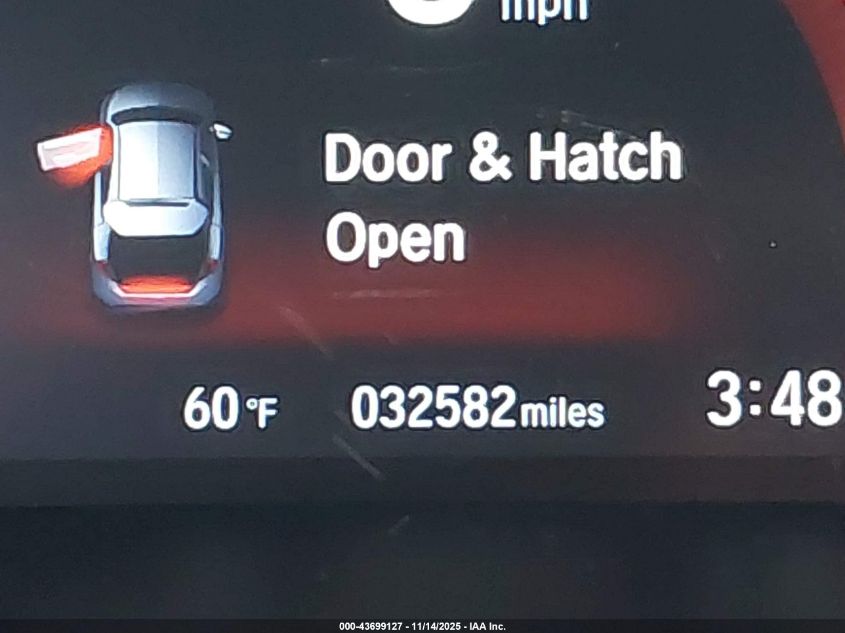 mph
Door & Hatch
Open
60°F 032582miles 3:48
000-43699127 - 11/14/2025 - IAA Inc.